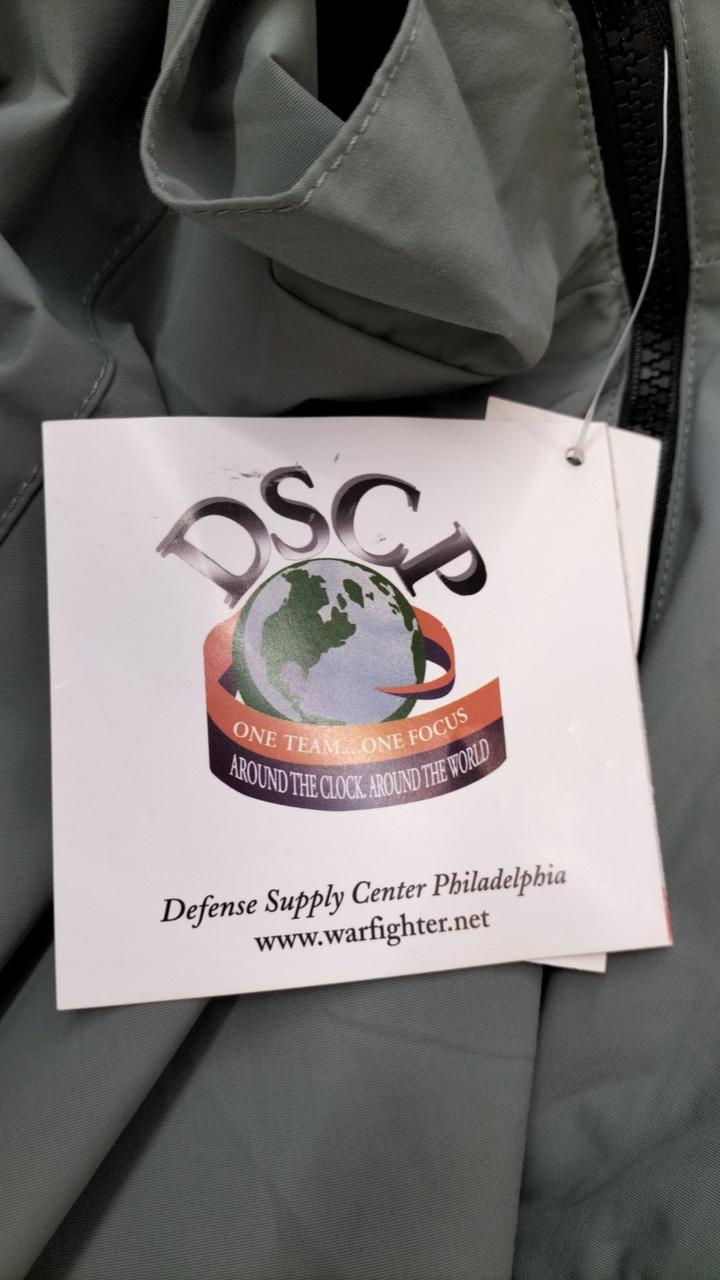 DSCP
ONE TEAM...ONE FOCUS
AROUND THE CLOCK. AROUND THE WORLD
Defense Supply Center Philadelphia
www.warfighter.net